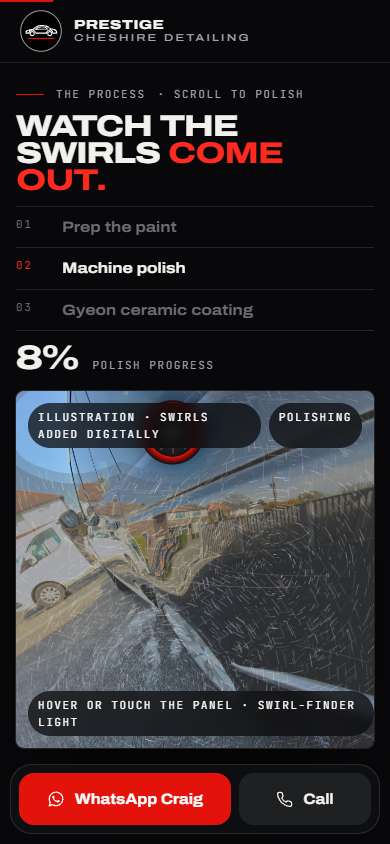 PRESTIGE
CHESHIRE DETAILING
THE PROCESS · SCROLL TO POLISH
WATCH THE
SWIRLS COME
OUT.
01 Prep the paint
02 Machine polish
03 Gyeon ceramic coating
8% POLISH PROGRESS
ILLUSTRATION · SWIRLS
ADDED DIGITALLY
POLISHING
HOVER OR TOUCH THE PANEL · SWIRL-FINDER
LIGHT
WhatsApp Craig
Call